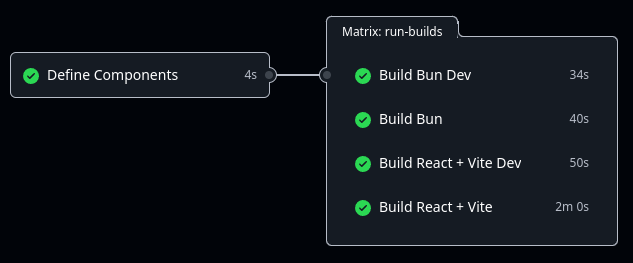 Matrix: run-builds
Define Components 4s
Build Bun Dev 34s
Build Bun 40s
Build React + Vite Dev 50s
Build React + Vite 2m 0s